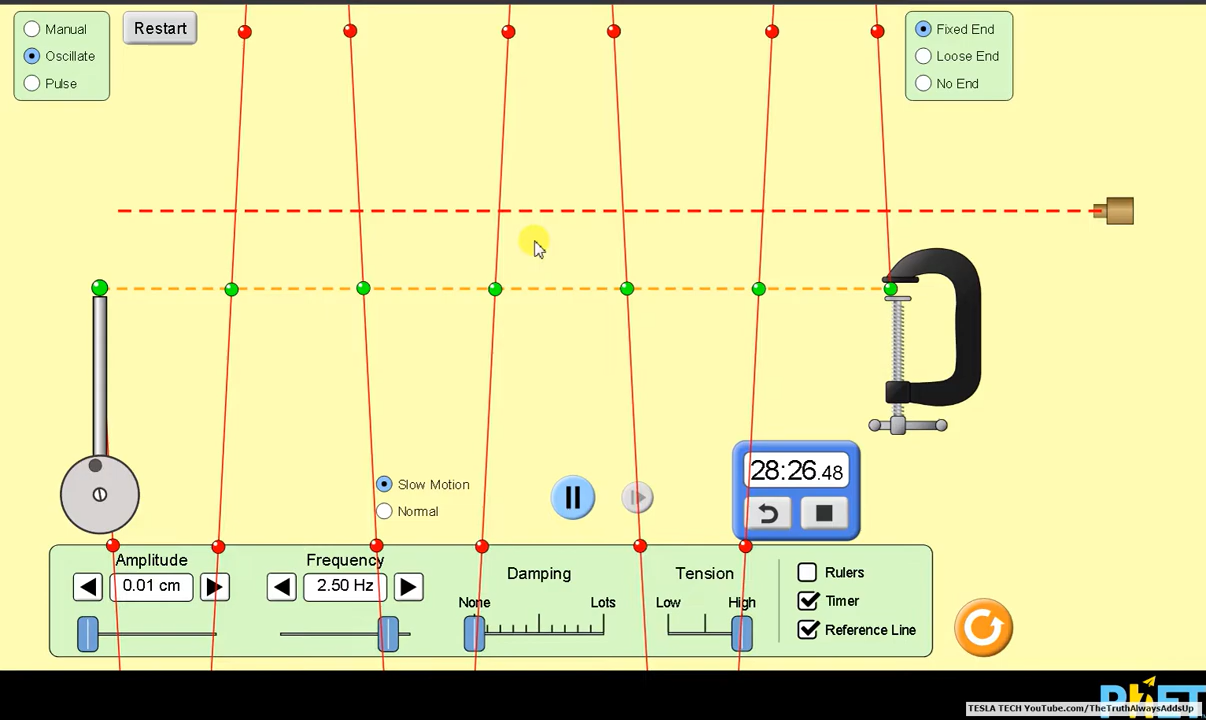 Manual
Oscillate
Pulse
Restart
Fixed End
Loose End
No End
Slow Motion
Normal
28:26.48
Amplitude
0.01 cm
Frequency
2.50 Hz
Damping
None
Lots
Tension
Low
High
Rulers
Timer
Reference Line
PhET
TESLA TECH YouTube.com/TheTruthAlwaysAddsUp